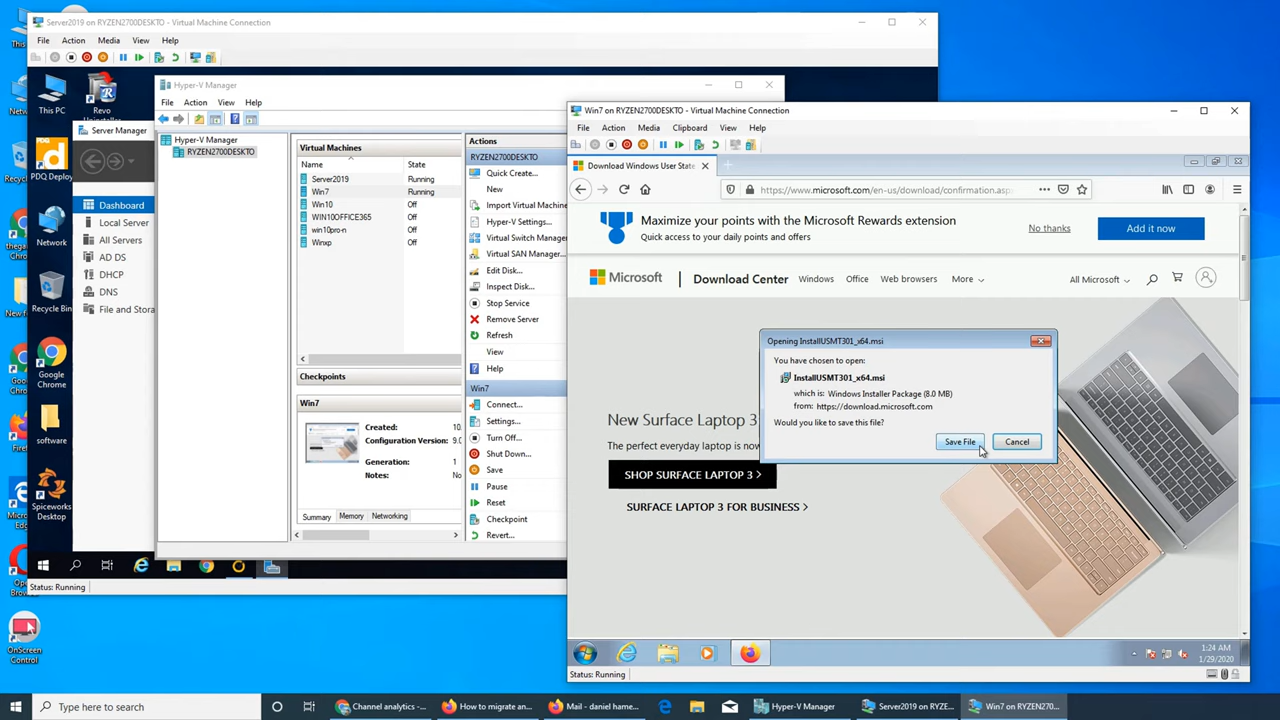 Server2019 on RYZEN2700DESKTO - Virtual Machine Connection
File Action Media View Help
This PC
Revo
Server Manager
PDQ Deploy
Dashboard
Local Server
All Servers
AD DS
DHCP
DNS
File and Stora
Network
Recycle Bin
Google
Chrome
software
Spiceworks
Desktop
OnScreen
Control
Status: Running
Hyper-V Manager
File Action View Help
Hyper-V Manager
RYZEN2700DESKTO
Virtual Machines
Name State
Server2019 Running
Win7 Running
Win10 Off
WIN10OFFICE365 Off
win10pro-n Off
Winxp Off
Checkpoints
Win7
Created: 10.
Configuration Version: 9.0
Generation: 1
Notes:
Summary Memory Networking
Actions
RYZEN2700DESKTO
Quick Create...
New
Import Virtual Machine
Hyper-V Settings...
Virtual Switch Manager
Virtual SAN Manager...
Edit Disk...
Inspect Disk...
Stop Service
Remove Server
Refresh
View
Help
Win7
Connect...
Settings...
Turn Off...
Shut Down...
Save
Pause
Reset
Checkpoint
Revert...
Win7 on RYZEN2700DESKTO - Virtual Machine Connection
File Action Media Clipboard View Help
Download Windows User State
https://www.microsoft.com/en-us/download/confirmation.asp
Maximize your points with the Microsoft Rewards extension
Quick access to your daily points and offers
No thanks
Add it now
Microsoft Download Center Windows Office Web browsers More All Microsoft
Opening InstallUSMT301_x64.msi
You have chosen to open:
InstallUSMT301_x64.msi
which is: Windows Installer Package (8.0 MB)
from: https://download.microsoft.com
Would you like to save this file?
Save File Cancel
New Surface Laptop 3
The perfect everyday laptop is now
SHOP SURFACE LAPTOP 3 >
SURFACE LAPTOP 3 FOR BUSINESS >
1:24 AM
1/29/2020
Status: Running
Type here to search
Channel analytics -...
How to migrate an...
Mail - daniel hame...
Hyper-V Manager
Server2019 on RYZE...
Win7 on RYZEN270...